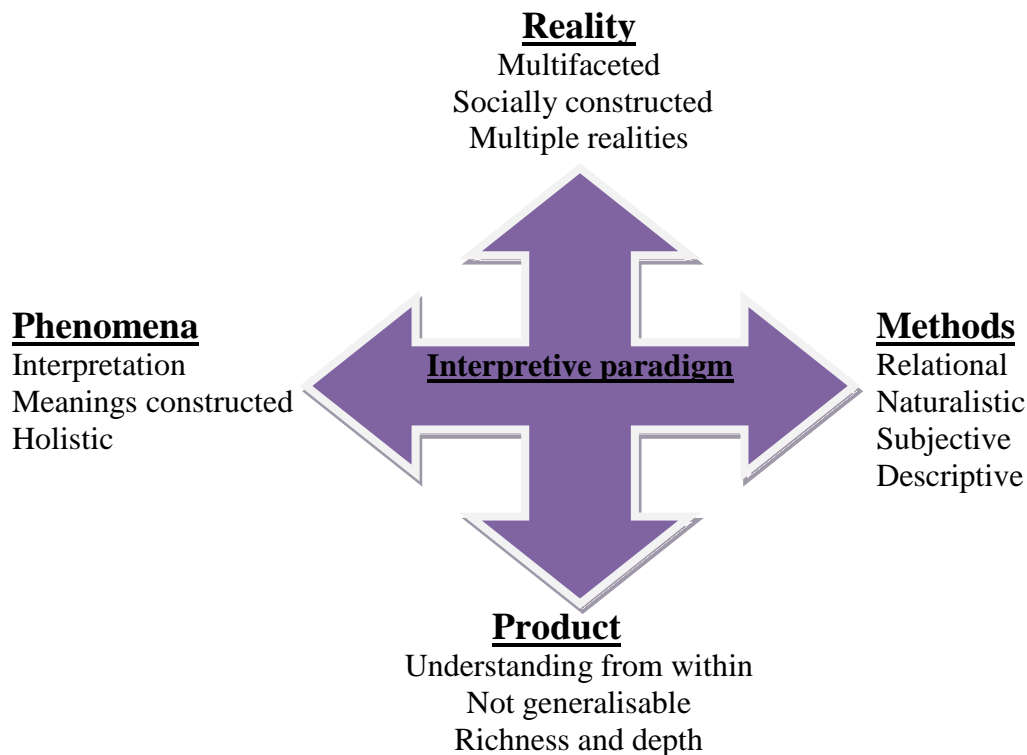 Reality
Multifaceted
Socially constructed
Multiple realities
Phenomena
Interpretation
Meanings constructed
Holistic
Interpretive paradigm
Methods
Relational
Naturalistic
Subjective
Descriptive
Product
Understanding from within
Not generalisable
Richness and depth